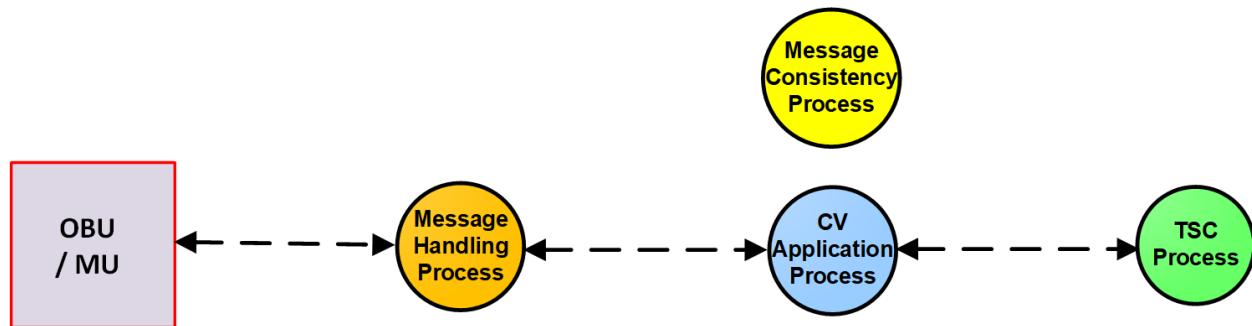 Message
Consistency
Process
OBU
/ MU
Message
Handling
Process
CV
Application
Process
TSC
Process